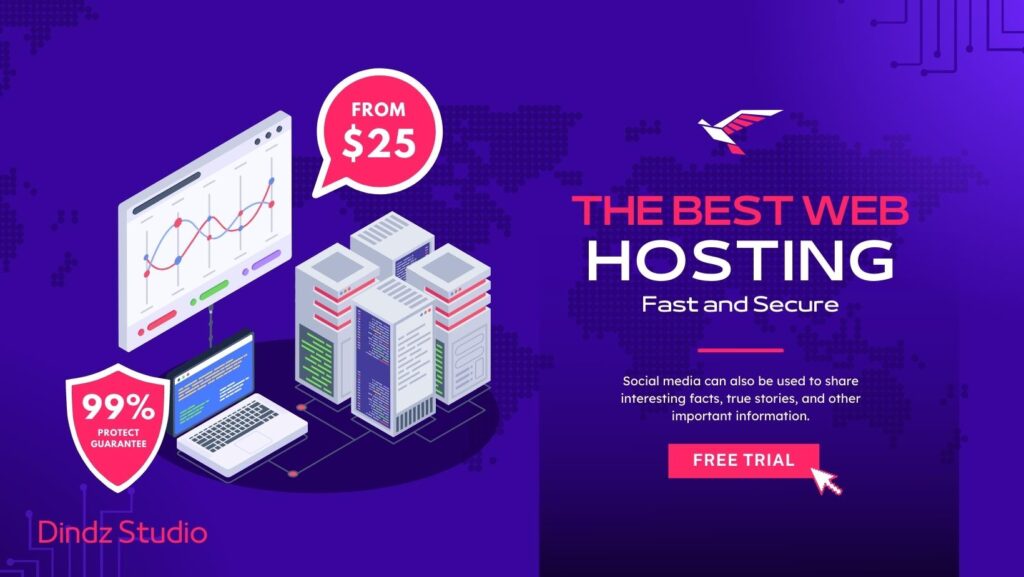 FROM
$25
99%
PROTECT
GUARANTEE
Dindz Studio
THE BEST WEB
HOSTING
Fast and Secure
Social media can also be used to share
interesting facts, true stories, and other
important information.
FREE TRIAL